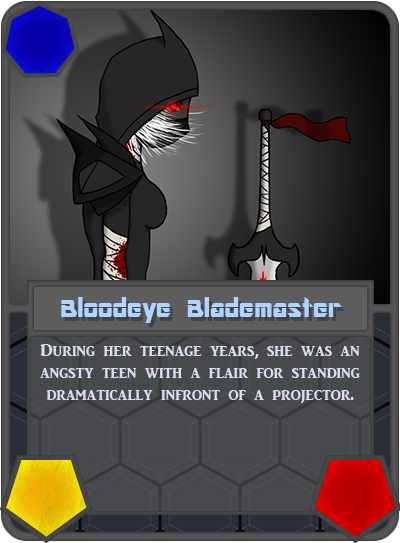 Bloodeye Blademaster
During her teenage years, she was an
angsty teen with a flair for standing
dramatically infront of a projector.